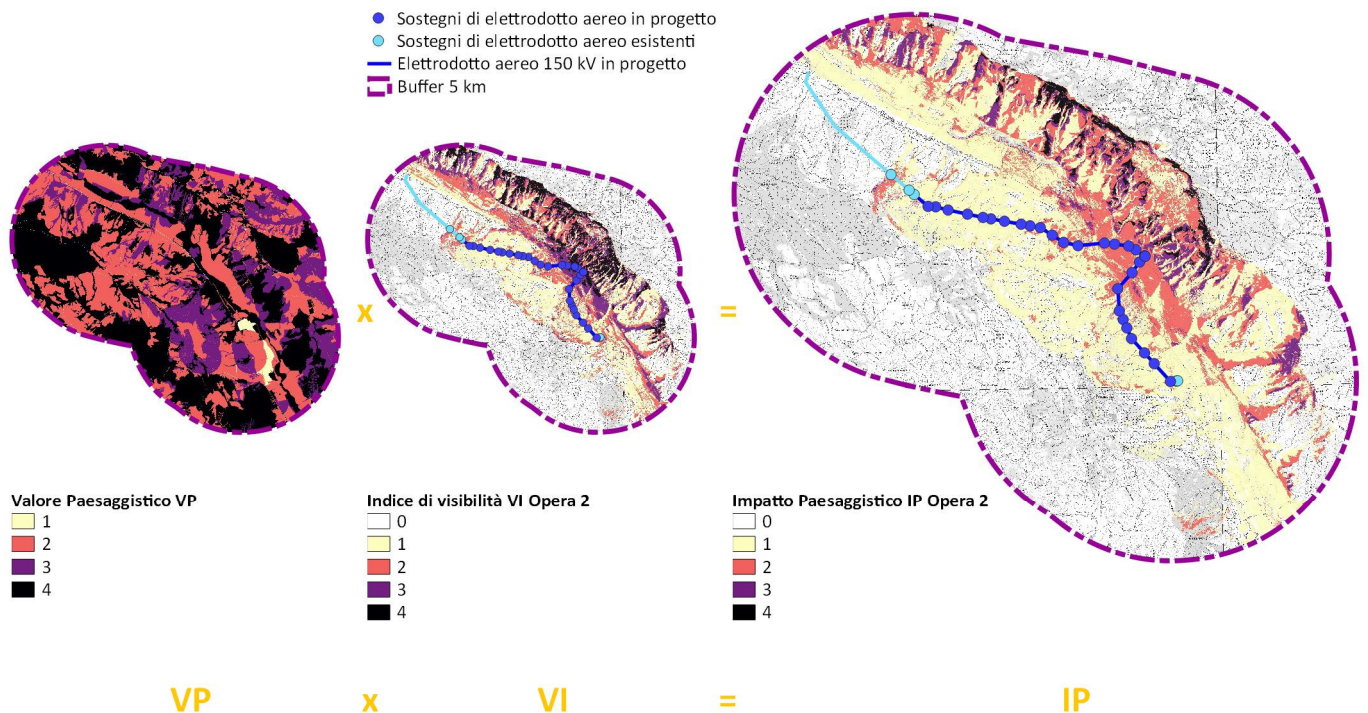 Sostegni di elettrodotto aereo in progetto
Sostegni di elettrodotto aereo esistenti
Elettrodotto aereo 150 kV in progetto
Buffer 5 km
x
=
Valore Paesaggistico VP
1
2
3
4
Indice di visibilità VI Opera 2
0
1
2
3
4
Impatto Paesaggistico IP Opera 2
0
1
2
3
4
VP x VI = IP